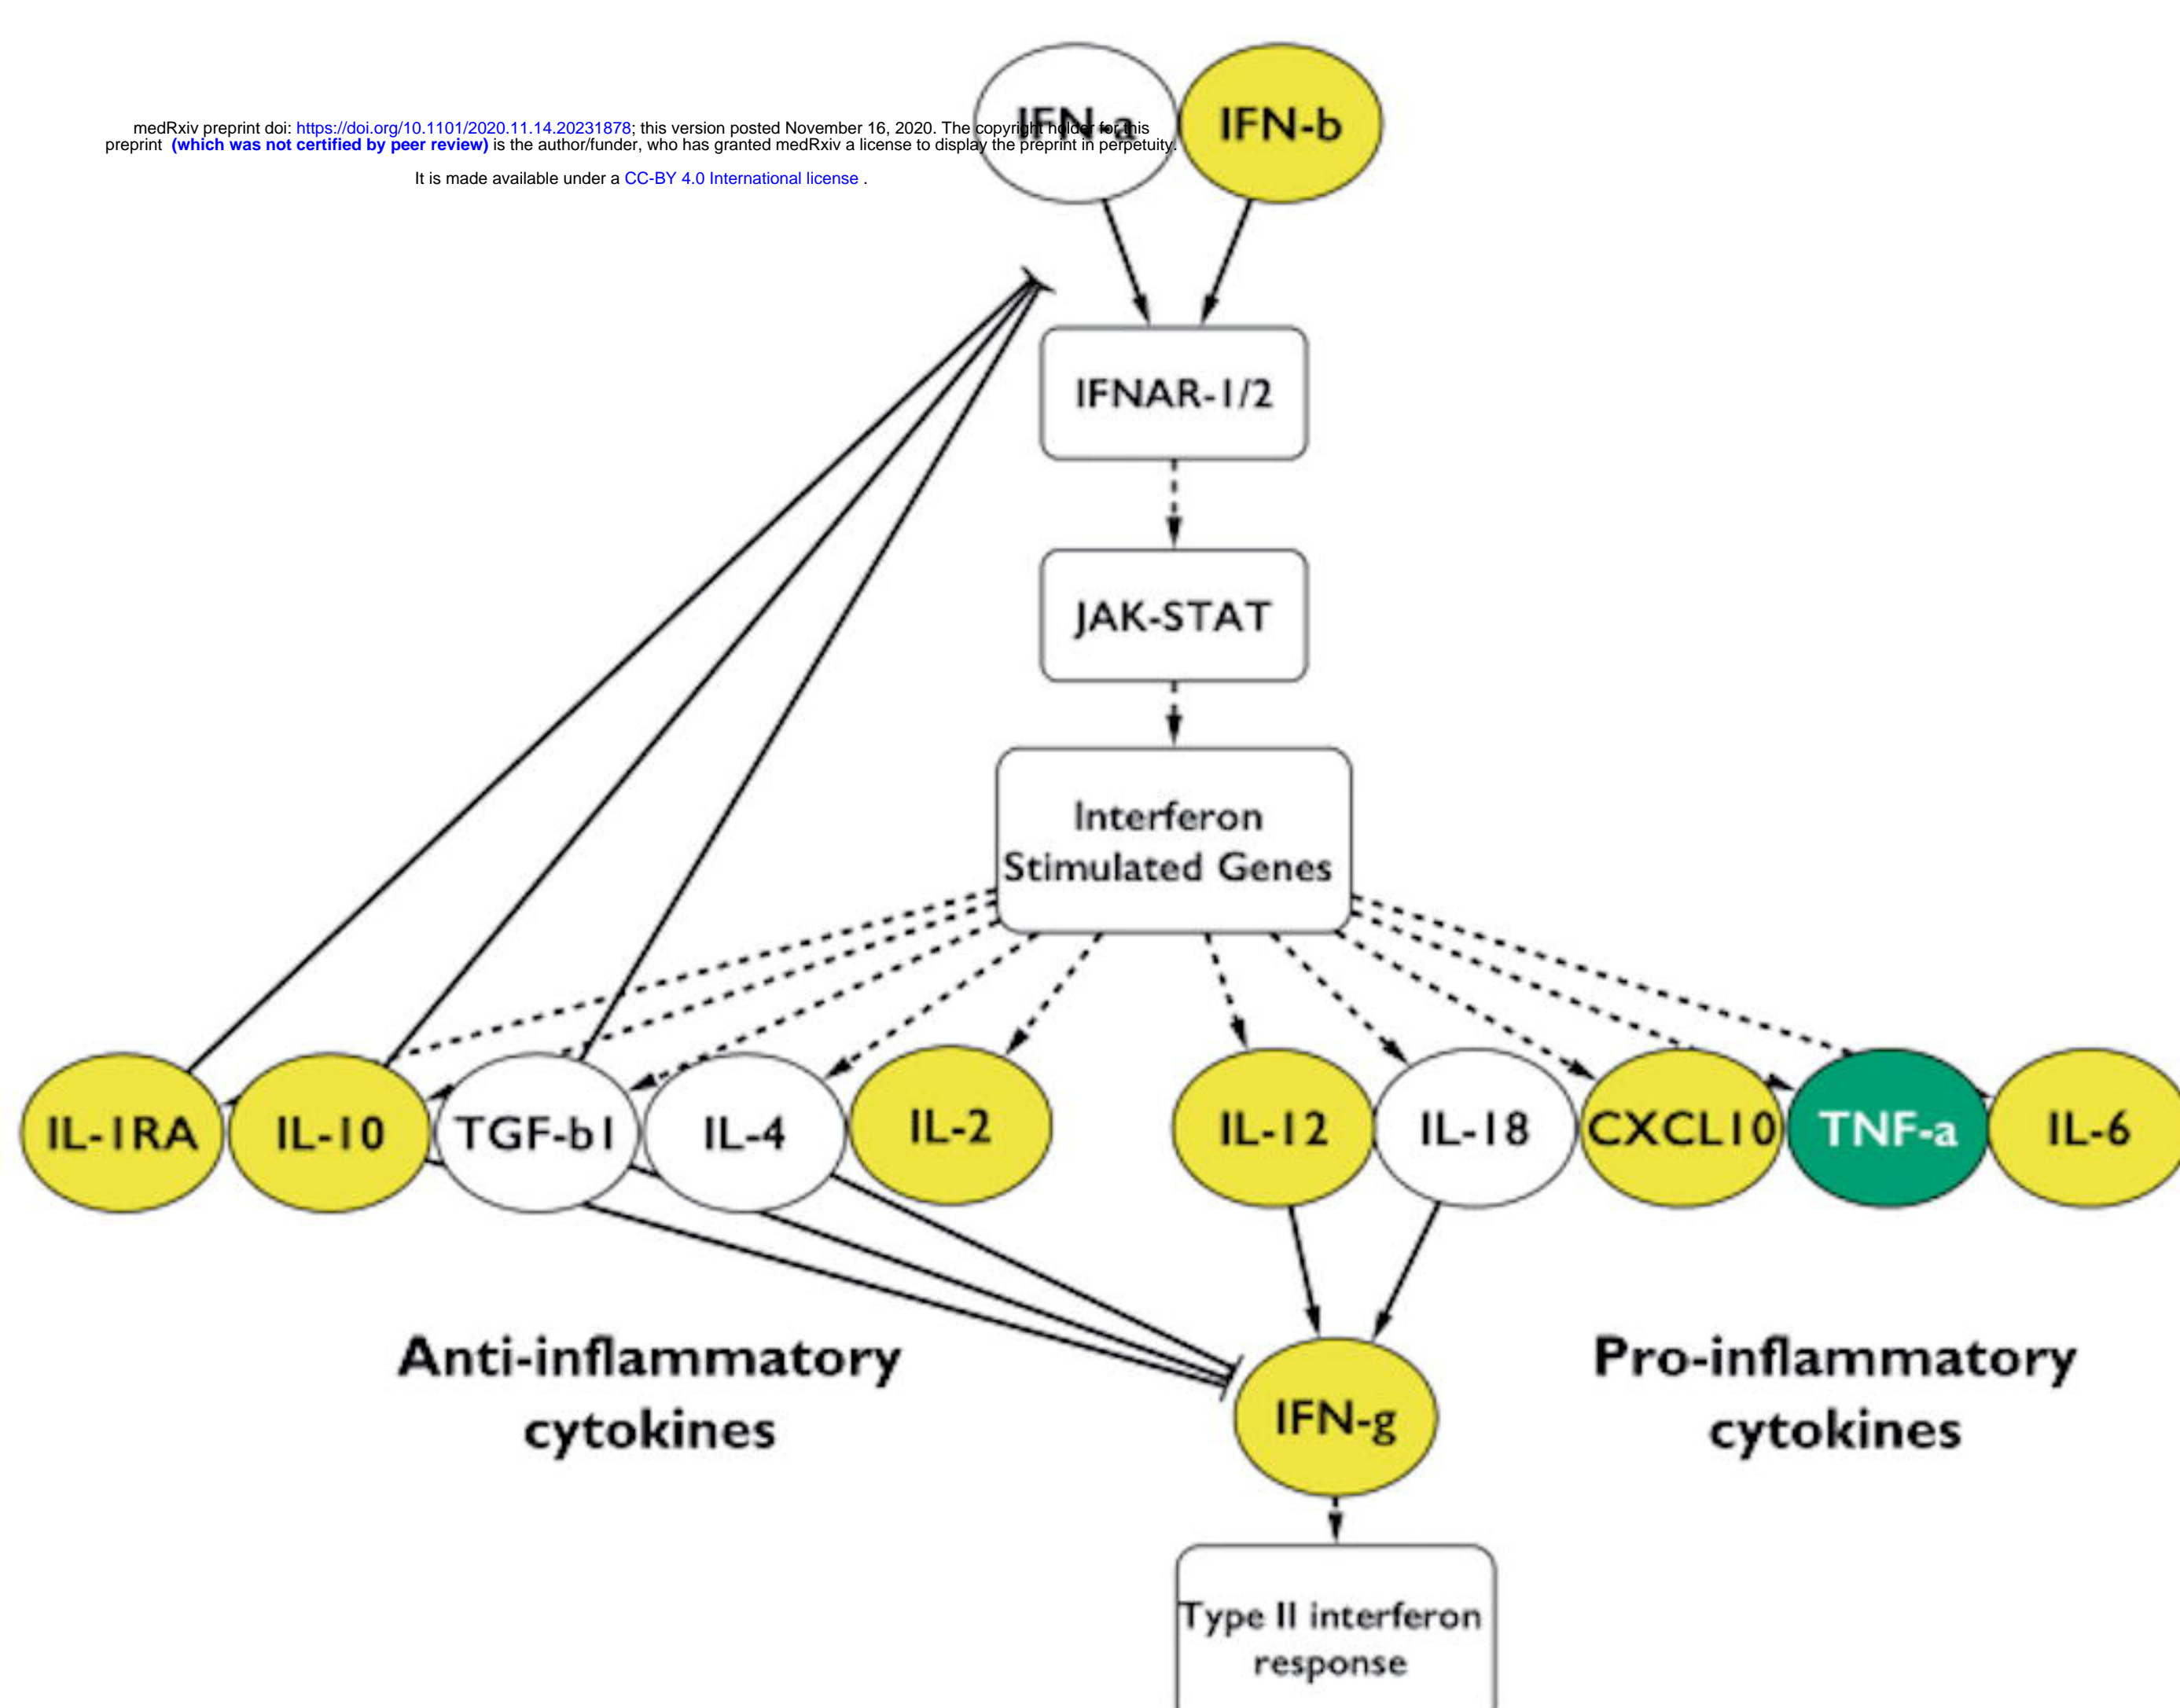 IFN-a
IFN-b
medRxiv preprint doi: https://doi.org/10.1101/2020.11.14.20231878; this version posted November 16, 2020. The copyright holder for this
preprint (which was not certified by peer review) is the author/funder, who has granted medRxiv a license to display the preprint in perpetuity.
It is made available under a CC-BY 4.0 International license .
IFNAR-1/2
JAK-STAT
Interferon
Stimulated Genes
IL-1RA
IL-10
TGF-b1
IL-4
IL-2
IL-12
IL-18
CXCL10
TNF-a
IL-6
Anti-inflammatory
cytokines
Pro-inflammatory
cytokines
IFN-g
Type II interferon
response